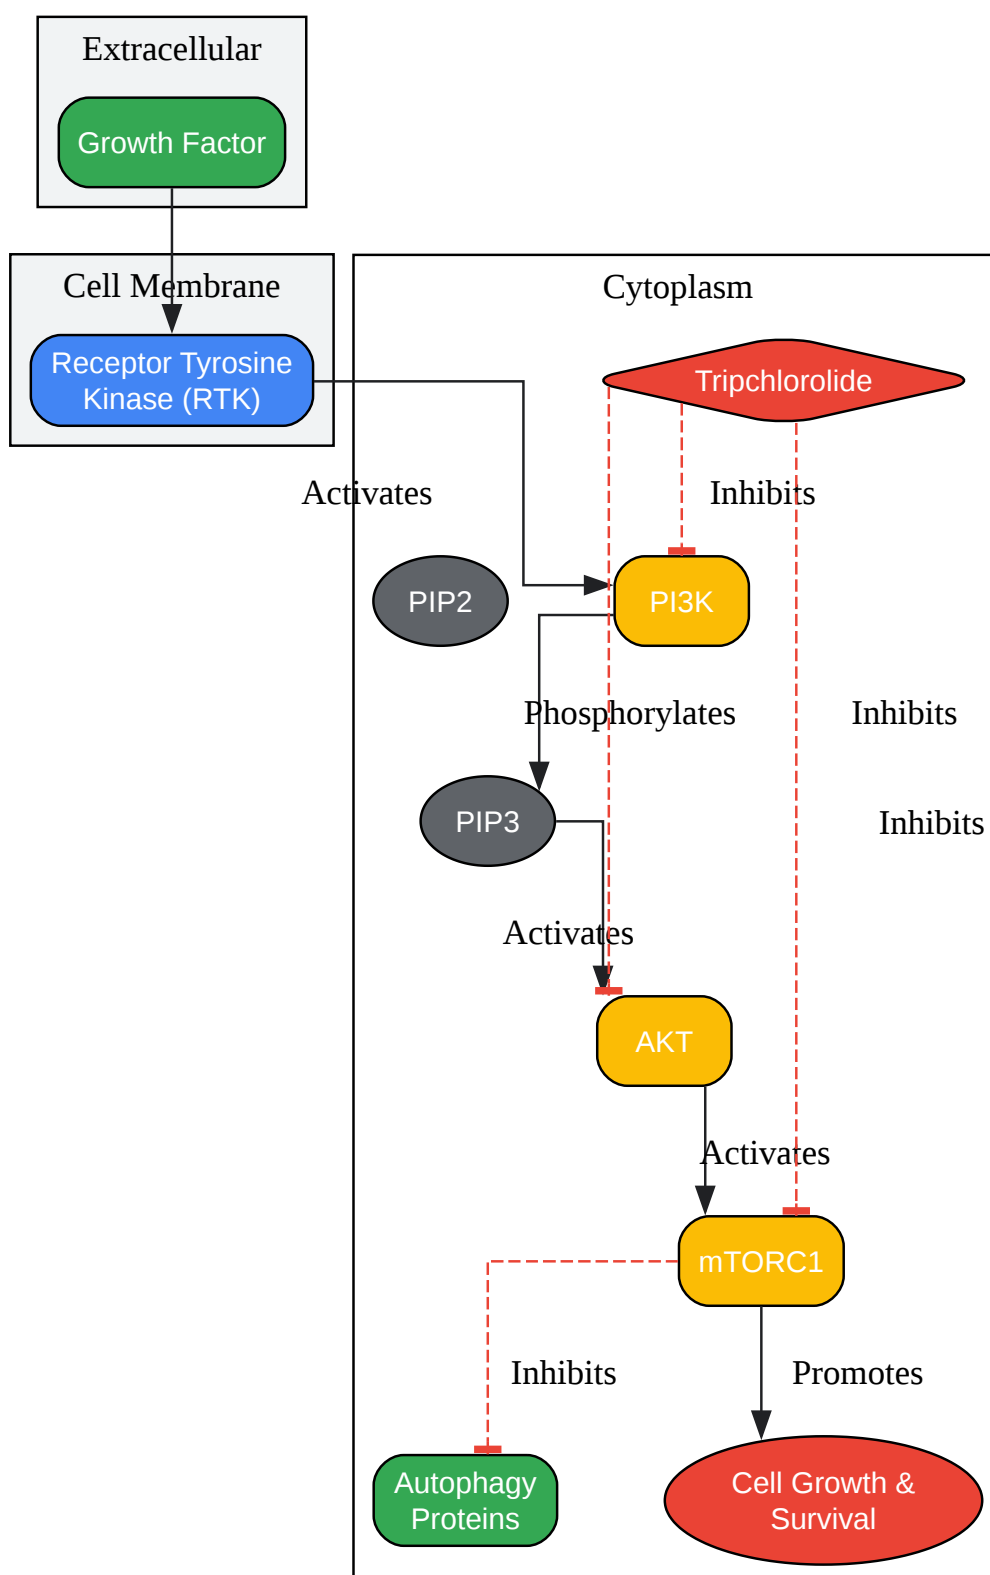 Extracellular
Growth Factor
Cell Membrane
Cytoplasm
Receptor Tyrosine
Kinase (RTK)
Tripchlorolide
Activates
Inhibits
PIP2
PI3K
Phosphorylates
Inhibits
PIP3
Inhibits
Activates
AKT
Activates
mTORC1
Inhibits
Promotes
Autophagy
Proteins
Cell Growth &
Survival